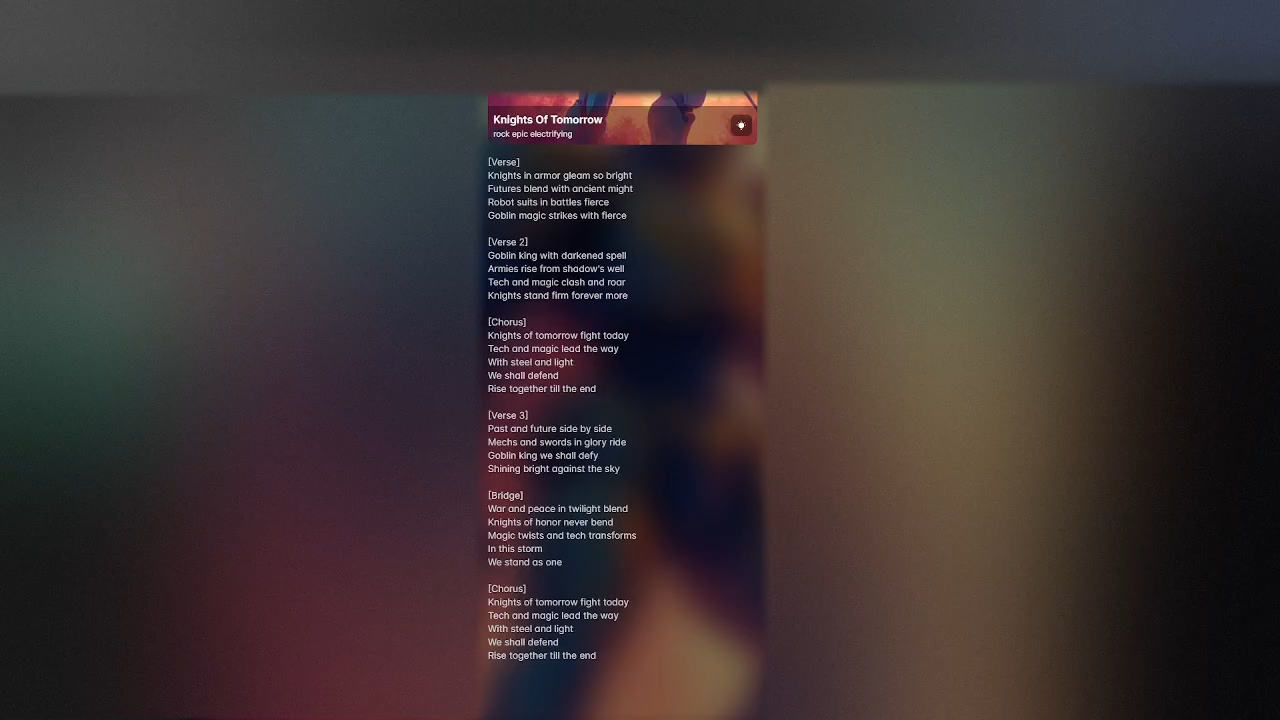 Knights Of Tomorrow
rock epic electrifying
[Verse]
Knights in armor gleam so bright
Futures blend with ancient might
Robot suits in battles fierce
Goblin magic strikes with fierce
[Verse 2]
Goblin king with darkened spell
Armies rise from shadow's well
Tech and magic clash and roar
Knights stand firm forever more
[Chorus]
Knights of tomorrow fight today
Tech and magic lead the way
With steel and light
We shall defend
Rise together till the end
[Verse 3]
Past and future side by side
Mechs and swords in glory ride
Goblin king we shall defy
Shining bright against the sky
[Bridge]
War and peace in twilight blend
Knights of honor never bend
Magic twists and tech transforms
In this storm
We stand as one
[Chorus]
Knights of tomorrow fight today
Tech and magic lead the way
With steel and light
We shall defend
Rise together till the end